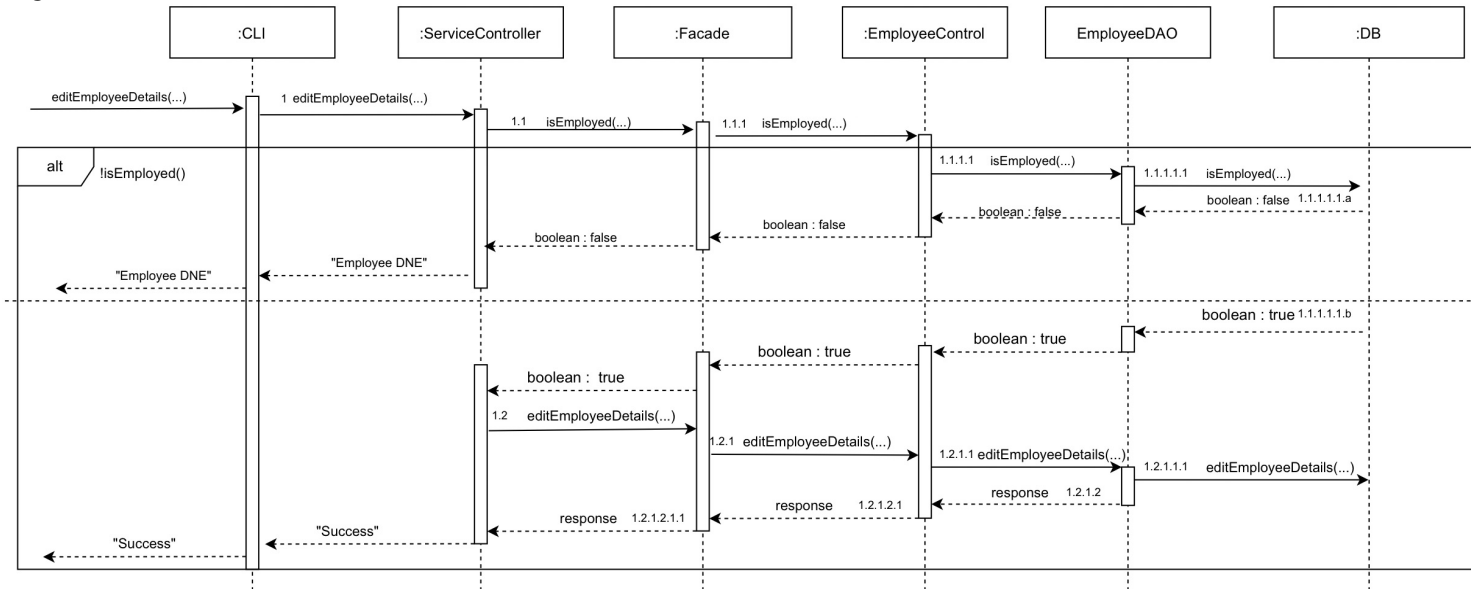 :CLI
:ServiceController
:Facade
:EmployeeControl
EmployeeDAO
:DB
editEmployeeDetails(...)
1 editEmployeeDetails(...)
1.1 isEmployed(...)
1.1.1 isEmployed(...)
alt
!isEmployed()
1.1.1.1 isEmployed(...)
1.1.1.1.1 isEmployed(...)
boolean : false 1.1.1.1.1.a
boolean : false
boolean : false
boolean : false
"Employee DNE"
"Employee DNE"
boolean : true 1.1.1.1.1.b
boolean : true
boolean : true
boolean : true
1.2 editEmployeeDetails(...)
1.2.1 editEmployeeDetails(...)
1.2.1.1 editEmployeeDetails(...)
1.2.1.1.1 editEmployeeDetails(...)
response 1.2.1.2
response 1.2.1.2.1
response 1.2.1.2.1.1
"Success"
"Success"